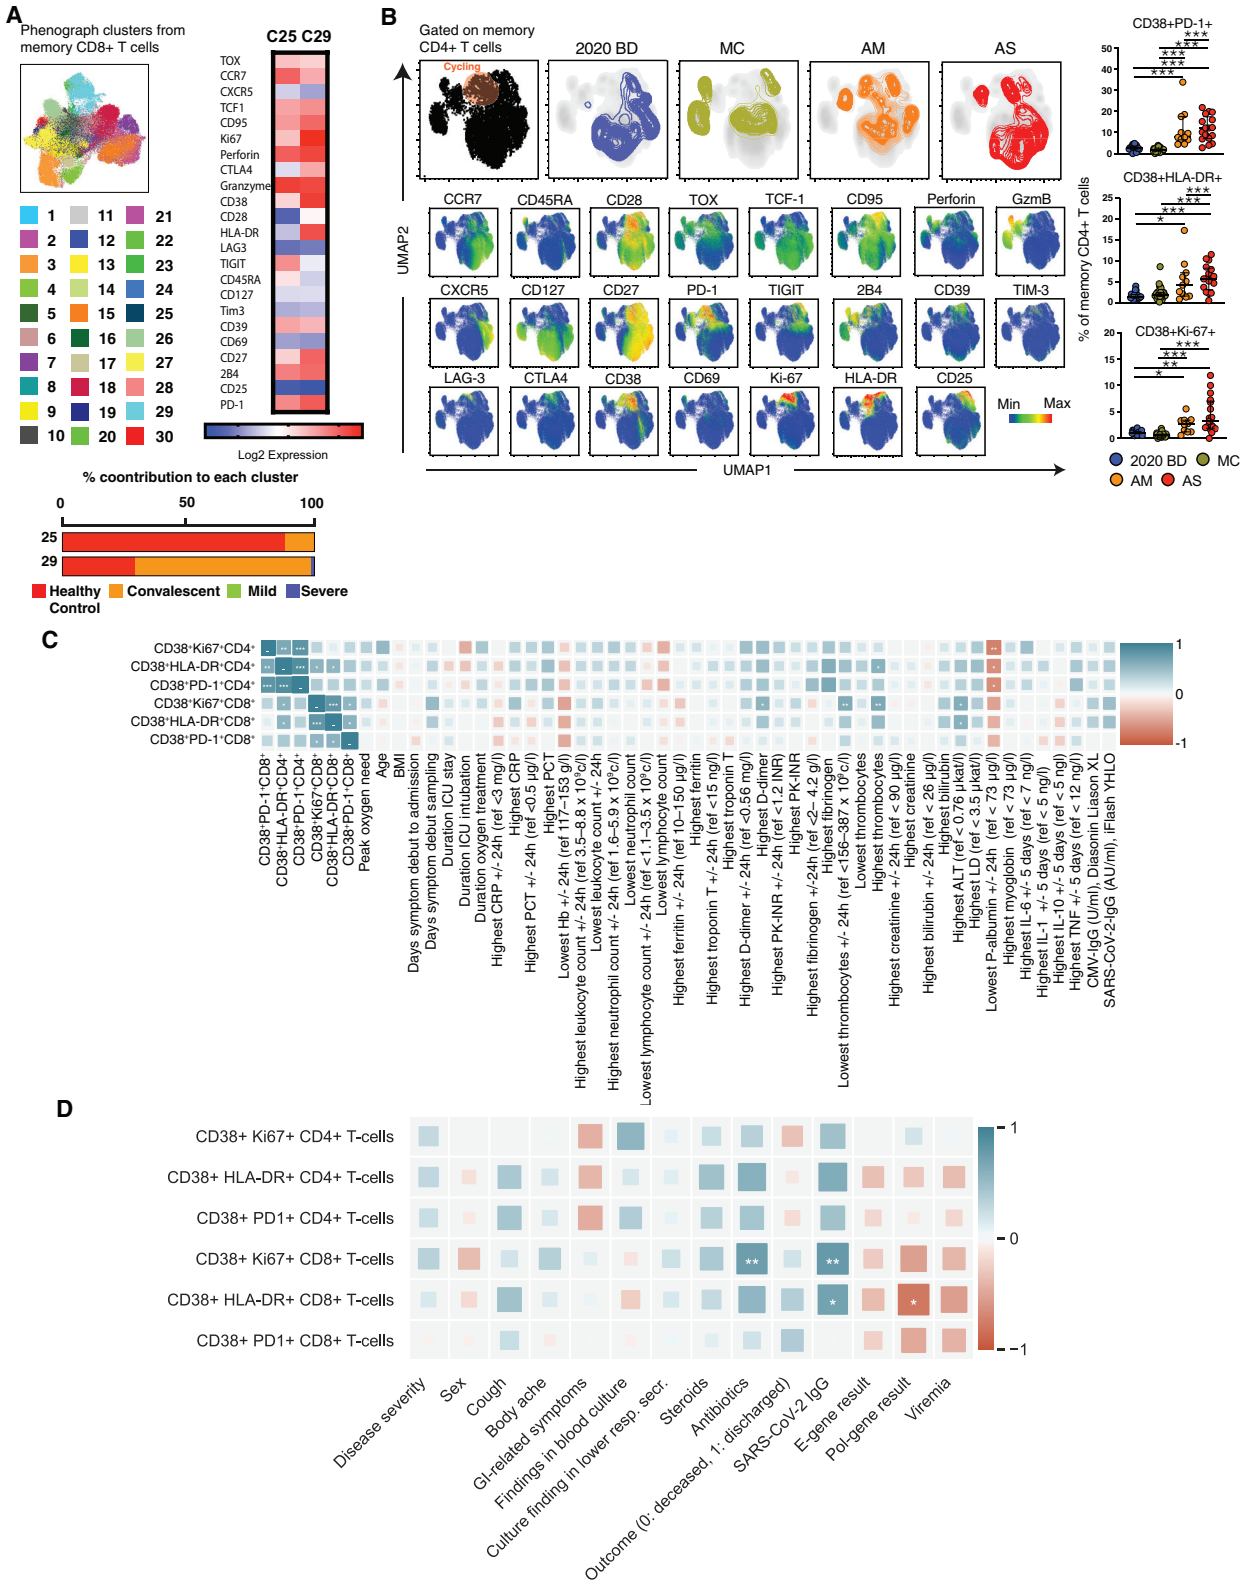 A
Phenograph clusters from
memory CD8+ T cells
C25 C29
TOX
CCR7
CXCR5
TCF1
CD95
Ki67
Perforin
CTLA4
Granzyme
CD38
CD28
HLA-DR
LAG3
TIGIT
CD45RA
CD127
Tim3
CD39
CD69
CD27
2B4
CD25
PD-1
Log2 Expression
1 11 21
2 12 22
3 13 23
4 14 24
5 15 25
6 16 26
7 17 27
8 18 28
9 19 29
10 20 30
% coontribution to each cluster
0 50 100
25
29
Healthy Control
Convalescent
Mild
Severe
B
Gated on memory
CD4+ T cells
Cycling
2020 BD MC AM AS
CCR7 CD45RA CD28 TOX TCF-1 CD95 Perforin GzmB
CXCR5 CD127 CD27 PD-1 TIGIT 2B4 CD39 TIM-3
LAG-3 CTLA4 CD38 CD69 Ki-67 HLA-DR CD25
Min Max
UMAP2
UMAP1
% of memory CD4+ T cells
CD38+PD-1+
***
***
***
***
***
50
40
30
20
10
0
CD38+HLA-DR+
***
***
***
*
25
20
15
10
5
0
CD38+Ki-67+
***
***
**
*
20
15
10
5
0
2020 BD MC
AM AS
C
CD38⁺Ki67⁺CD4⁺
CD38⁺HLA-DR⁺CD4⁺
CD38⁺PD-1⁺CD4⁺
CD38⁺Ki67⁺CD8⁺
CD38⁺HLA-DR⁺CD8⁺
CD38⁺PD-1⁺CD8⁺
1
0
-1
CD38⁺PD-1⁺CD8⁺
CD38⁺HLA-DR⁺CD4⁺
CD38⁺PD-1⁺CD4⁺
CD38⁺Ki67⁺CD8⁺
CD38⁺HLA-DR⁺CD8⁺
CD38⁺PD-1⁺CD8⁺
Peak oxygen need
Age
BMI
Days symptom debut to admission
Days symptom debut sampling
Duration ICU stay
Duration ICU intubation
Duration oxygen treatment
Highest CRP +/- 24h (ref <3 mg/l)
Highest CRP
Highest PCT +/- 24h (ref <0.5 µg/l)
Highest PCT
Lowest Hb +/- 24h (ref 117–153 g/l)
Highest leukocyte count +/- 24h (ref 3.5–8.8 x 10⁹c/l)
Lowest leukocyte count +/- 24h
Highest neutrophil count +/- 24h (ref 1.6–5.9 x 10⁹c/l)
Lowest neutrophil count
Lowest lymphocyte count +/- 24h (ref <1.1–3.5 x 10⁹c/l)
Lowest lymphocyte count
Highest ferritin +/- 24h (ref 10–150 µg/l)
Highest ferritin
Highest troponin T +/- 24h (ref <15 ng/l)
Highest troponin T
Highest D-dimer +/- 24h (ref <0.56 mg/l)
Highest D-dimer
Highest PK-INR +/- 24h (ref <1.2 INR)
Highest PK-INR
Highest fibrinogen +/-24h (ref <2– 4.2 g/l)
Highest fibrinogen
Lowest thrombocytes +/- 24h (ref <156–387 x 10⁹c/l)
Lowest thrombocytes
Highest thrombocytes
Highest creatinine +/- 24h (ref < 90 µg/l)
Highest creatinine
Highest bilirubin +/- 24h (ref < 26 µg/l)
Highest bilirubin
Highest ALT (ref < 0.76 µkat/l)
Highest LD (ref < 3.5 µkat/l)
Lowest P-albumin +/- 24h (ref < 73 µg/l)
Highest myoglobin (ref < 73 µg/l)
Highest IL-6 +/- 5 days (ref < 7 ng/l)
Highest IL-1 +/- 5 days (ref < 5 ng/l)
Highest IL-10 +/- 5 days (ref < 5 ngl)
Highest TNF +/- 5 days (ref < 12 ng/l)
CMV-IgG (U/ml), Diasonin Liason XL
SARS-CoV-2-IgG (AU/ml), iFlash YHLO
D
CD38+ Ki67+ CD4+ T-cells
CD38+ HLA-DR+ CD4+ T-cells
CD38+ PD1+ CD4+ T-cells
CD38+ Ki67+ CD8+ T-cells
** **
CD38+ HLA-DR+ CD8+ T-cells
* *
CD38+ PD1+ CD8+ T-cells
1
0
−1
Disease severity
Sex
Cough
Body ache
GI-related symptoms
Findings in blood culture
Culture finding in lower resp. secr.
Steroids
Antibiotics
Outcome (0: deceased, 1: discharged)
SARS-CoV-2 IgG
E-gene result
Pol-gene result
Viremia